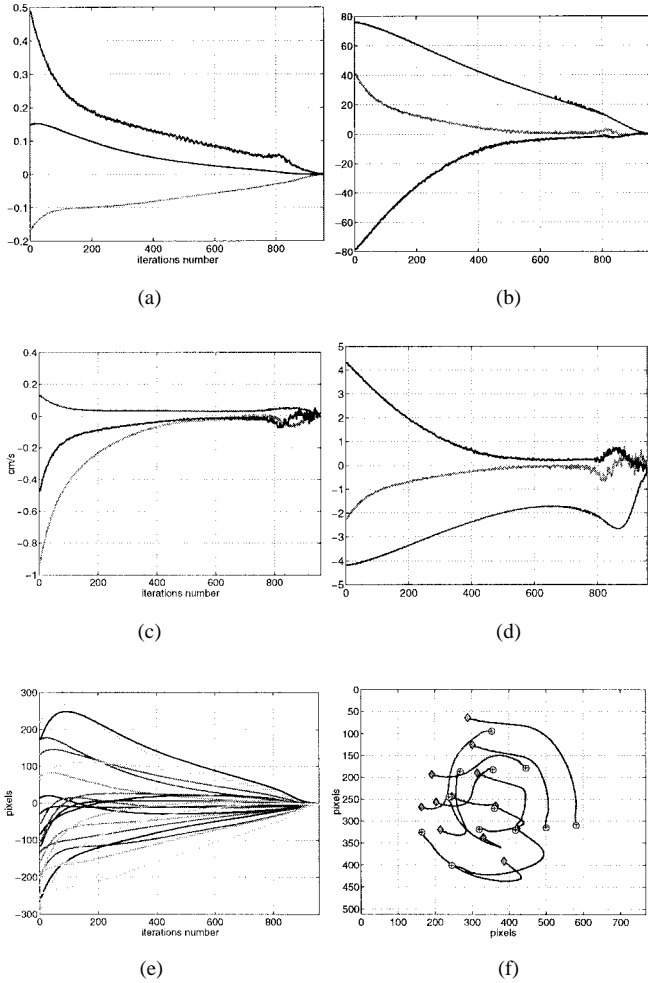 0.5
0.4
0.3
0.2
0.1
0
−0.1
−0.2
0 200 400 600 800
iterations number
(a)
80
60
40
20
0
−20
−40
−60
−80
0 200 400 600 800
(b)
0.4
0.2
0
−0.2
−0.4
−0.6
−0.8
−1
cm/s
0 200 400 600 800
iterations number
(c)
5
4
3
2
1
0
−1
−2
−3
−4
−5
0 200 400 600 800
(d)
300
200
100
0
−100
−200
−300
pixels
0 200 400 600 800
iterations number
(e)
0
50
100
150
200
250
300
350
400
450
500
pixels
0 100 200 300 400 500 600 700
pixels
(f)